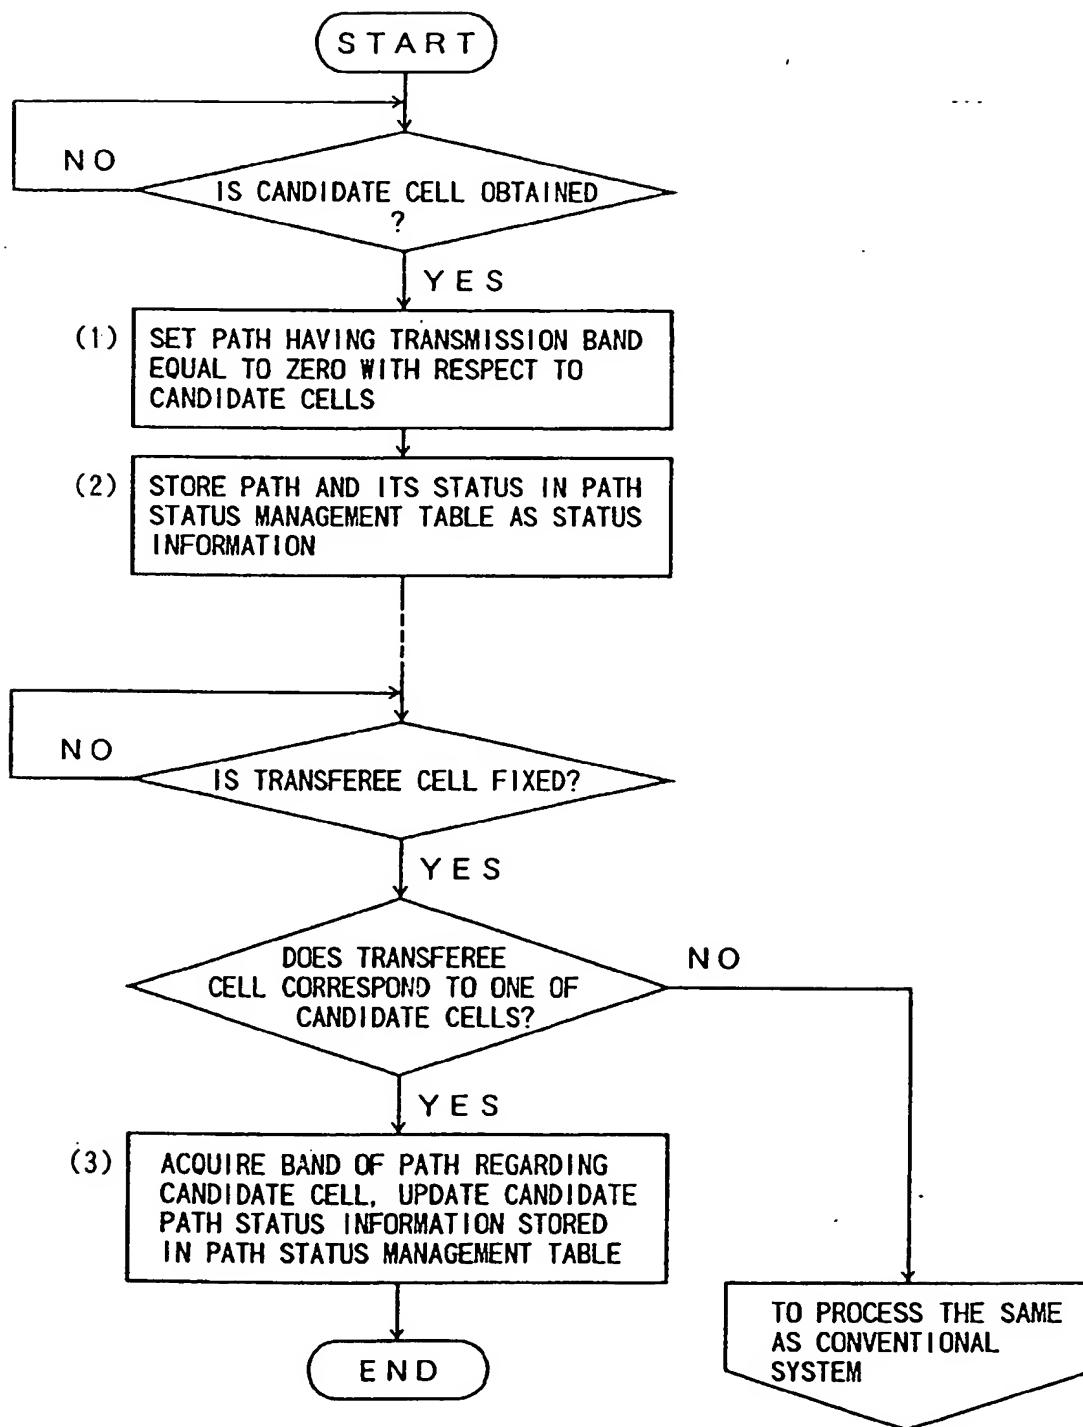 START
NO
IS CANDIDATE CELL OBTAINED
?
YES
(1)
SET PATH HAVING TRANSMISSION BAND
EQUAL TO ZERO WITH RESPECT TO
CANDIDATE CELLS
(2)
STORE PATH AND ITS STATUS IN PATH
STATUS MANAGEMENT TABLE AS STATUS
INFORMATION
NO
IS TRANSFEREE CELL FIXED?
YES
DOES TRANSFEREE
CELL CORRESPOND TO ONE OF
CANDIDATE CELLS?
NO
YES
(3)
ACQUIRE BAND OF PATH REGARDING
CANDIDATE CELL, UPDATE CANDIDATE
PATH STATUS INFORMATION STORED
IN PATH STATUS MANAGEMENT TABLE
TO PROCESS THE SAME
AS CONVENTIONAL
SYSTEM
END